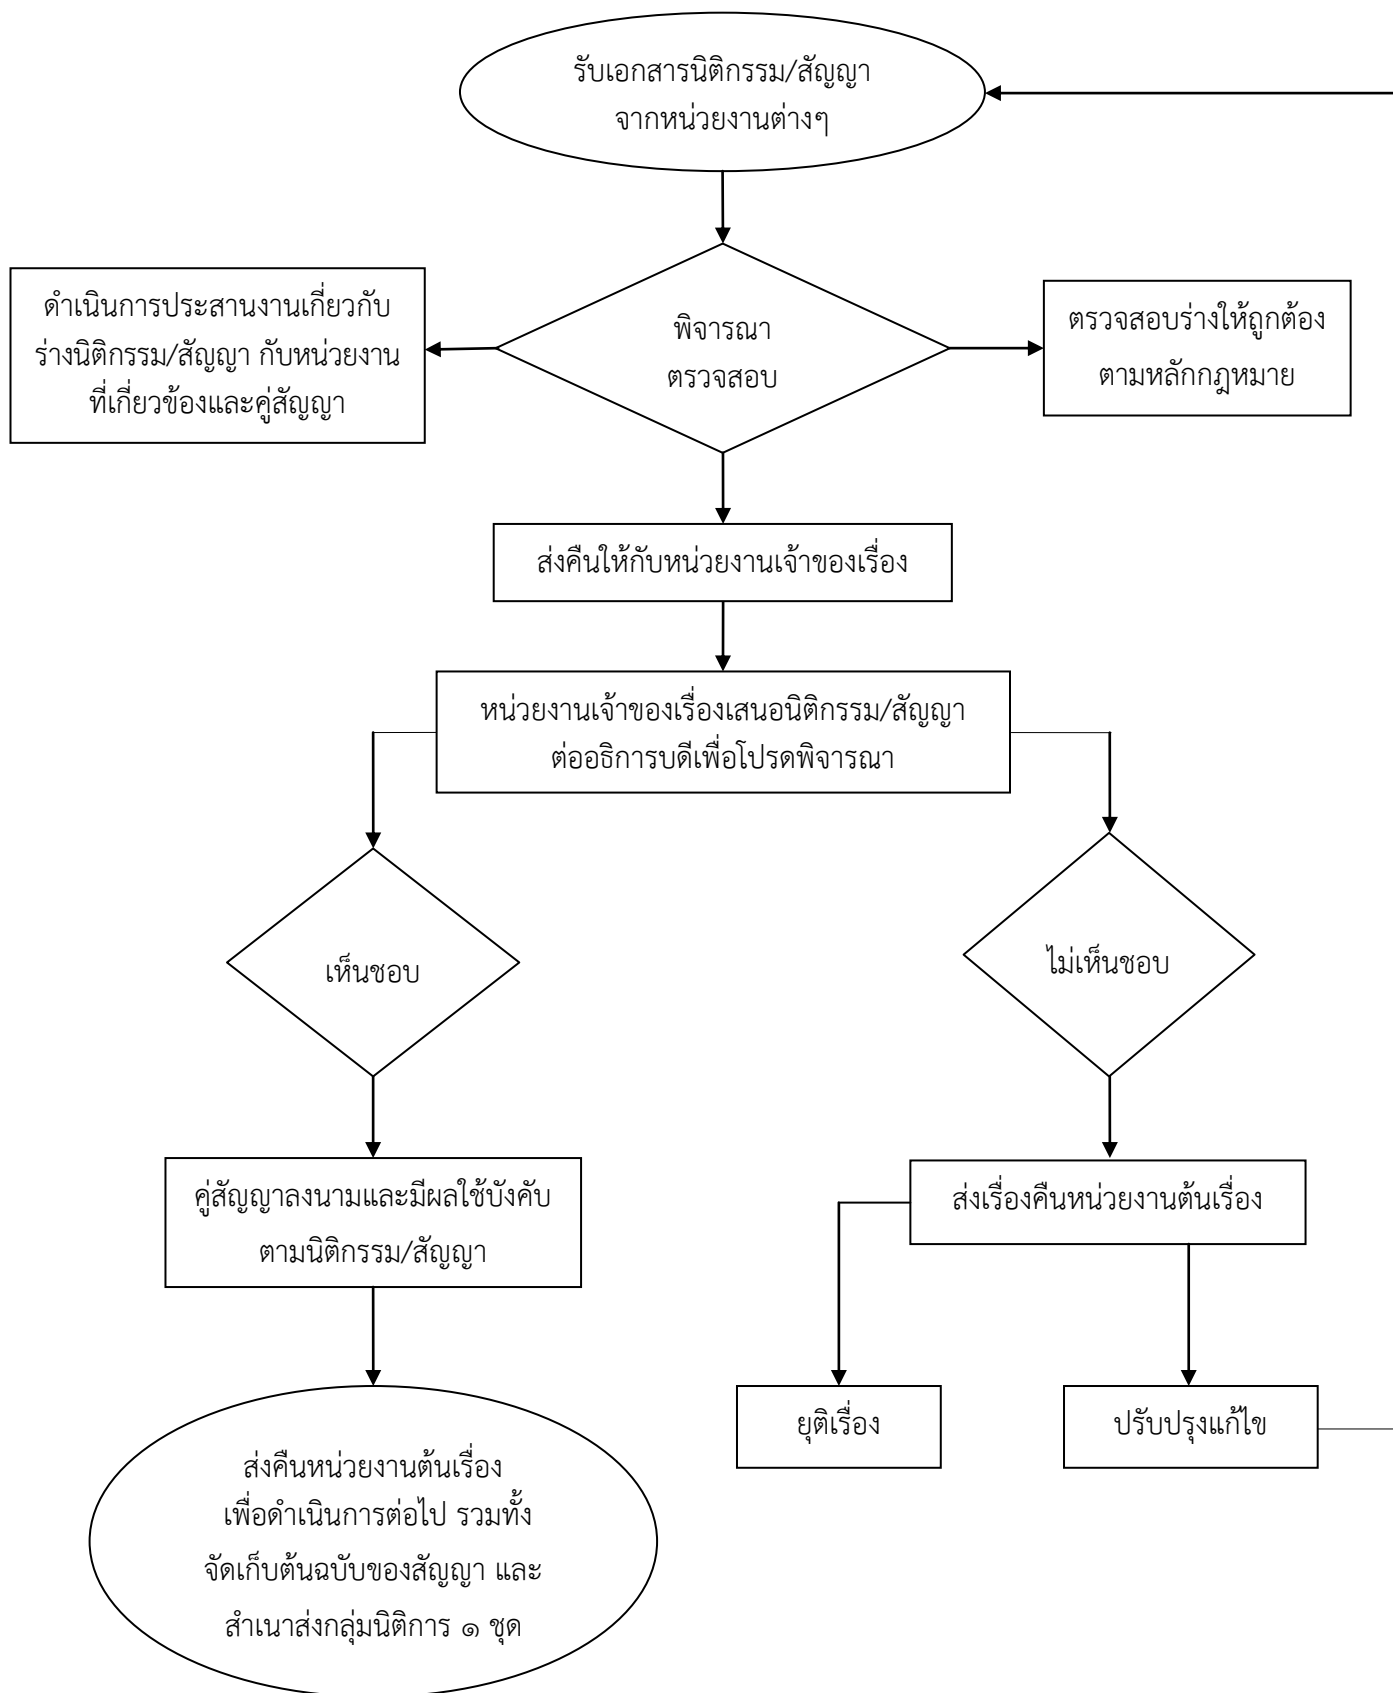 รับเอกสารนิติกรรม/สัญญา
จากหน่วยงานต่างๆ
ดำเนินการประสานงานเกี่ยวกับ
ร่างนิติกรรม/สัญญา กับหน่วยงาน
ที่เกี่ยวข้องและคู่สัญญา
พิจารณา
ตรวจสอบ
ตรวจสอบร่างให้ถูกต้อง
ตามหลักกฎหมาย
ส่งคืนให้กับหน่วยงานเจ้าของเรื่อง
หน่วยงานเจ้าของเรื่องเสนอนิติกรรม/สัญญา
ต่ออธิการบดีเพื่อโปรดพิจารณา
เห็นชอบ
ไม่เห็นชอบ
คู่สัญญาลงนามและมีผลใช้บังคับ
ตามนิติกรรม/สัญญา
ส่งเรื่องคืนหน่วยงานต้นเรื่อง
ยุติเรื่อง
ปรับปรุงแก้ไข
ส่งคืนหน่วยงานต้นเรื่อง
เพื่อดำเนินการต่อไป รวมทั้ง
จัดเก็บต้นฉบับของสัญญา และ
สำเนาส่งกลุ่มนิติการ ๑ ชุด